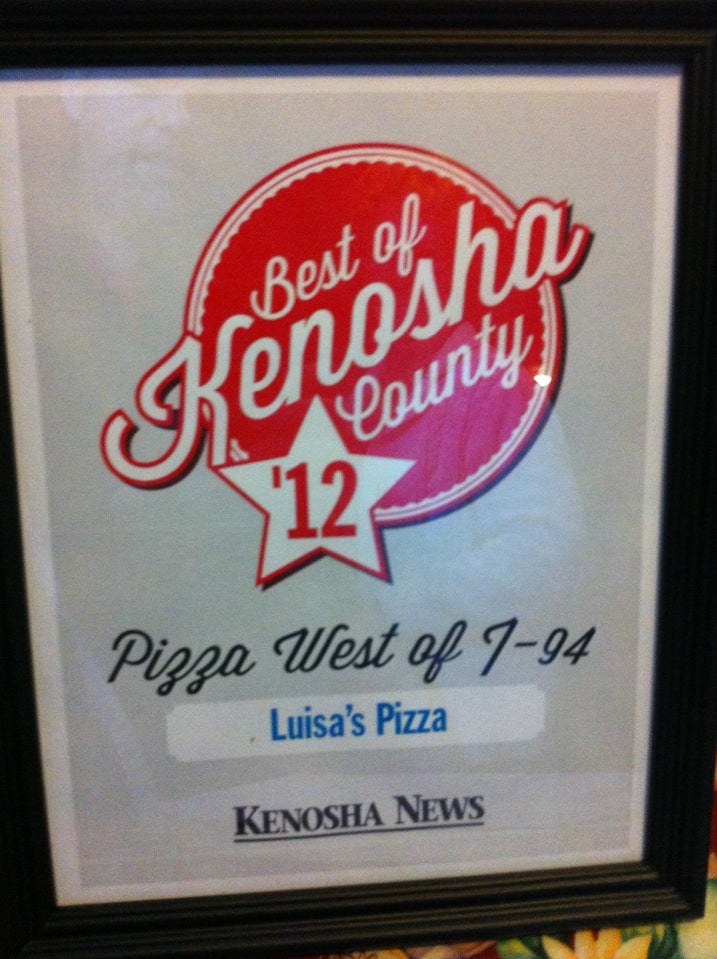 Best of
Kenosha
County
'12
Pizza West of I-94
Luisa's Pizza
KENOSHA NEWS